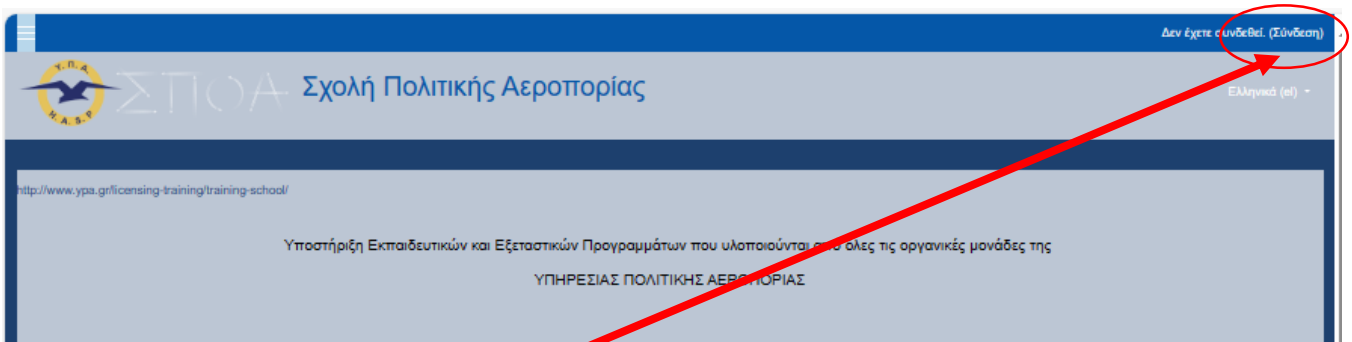 Δεν έχετε συνδεθεί. (Σύνδεση)
Υ.Π.Α.
Η.Α.S.P
ΣΠΟΑ Σχολή Πολιτικής Αεροπορίας
Ελληνικά (el)
http://www.ypa.gr/licensing-training/training-school/
Υποστήριξη Εκπαιδευτικών και Εξεταστικών Προγραμμάτων που υλοποιούνται από όλες τις οργανικές μονάδες της
ΥΠΗΡΕΣΙΑΣ ΠΟΛΙΤΙΚΗΣ ΑΕΡΟΠΟΡΙΑΣ